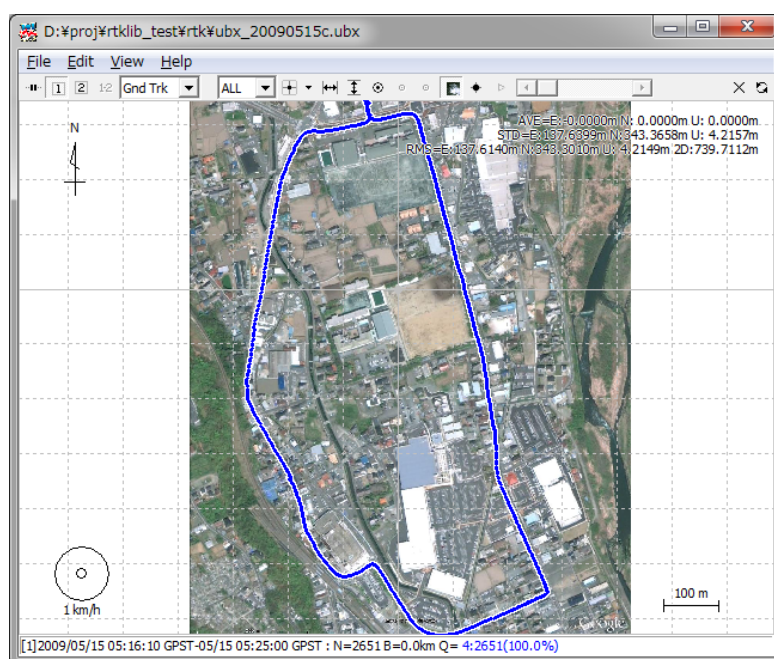 D:¥proj¥rtklib_test¥rtk¥ubx_20090515c.ubx
File Edit View Help
1 2 1-2 Gnd Trk ALL
N
AVE=E:-0.0000m N: 0.0000m U: 0.0000m
STD=E:137.6399m N:343.3658m U: 4.2157m
RMS=E:137.6140m N:343.3010m U: 4.2149m 2D:739.7112m
1 km/h
100 m
Google
[1]2009/05/15 05:16:10 GPST-05/15 05:25:00 GPST : N=2651 B=0.0km Q= 4:2651(100.0%)